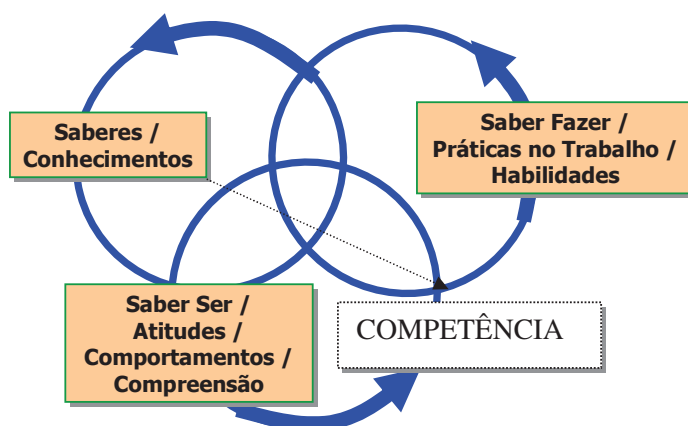 Saberes /
Conhecimentos
Saber Fazer /
Práticas no Trabalho /
Habilidades
Saber Ser /
Atitudes /
Comportamentos /
Compreensão
COMPETÊNCIA